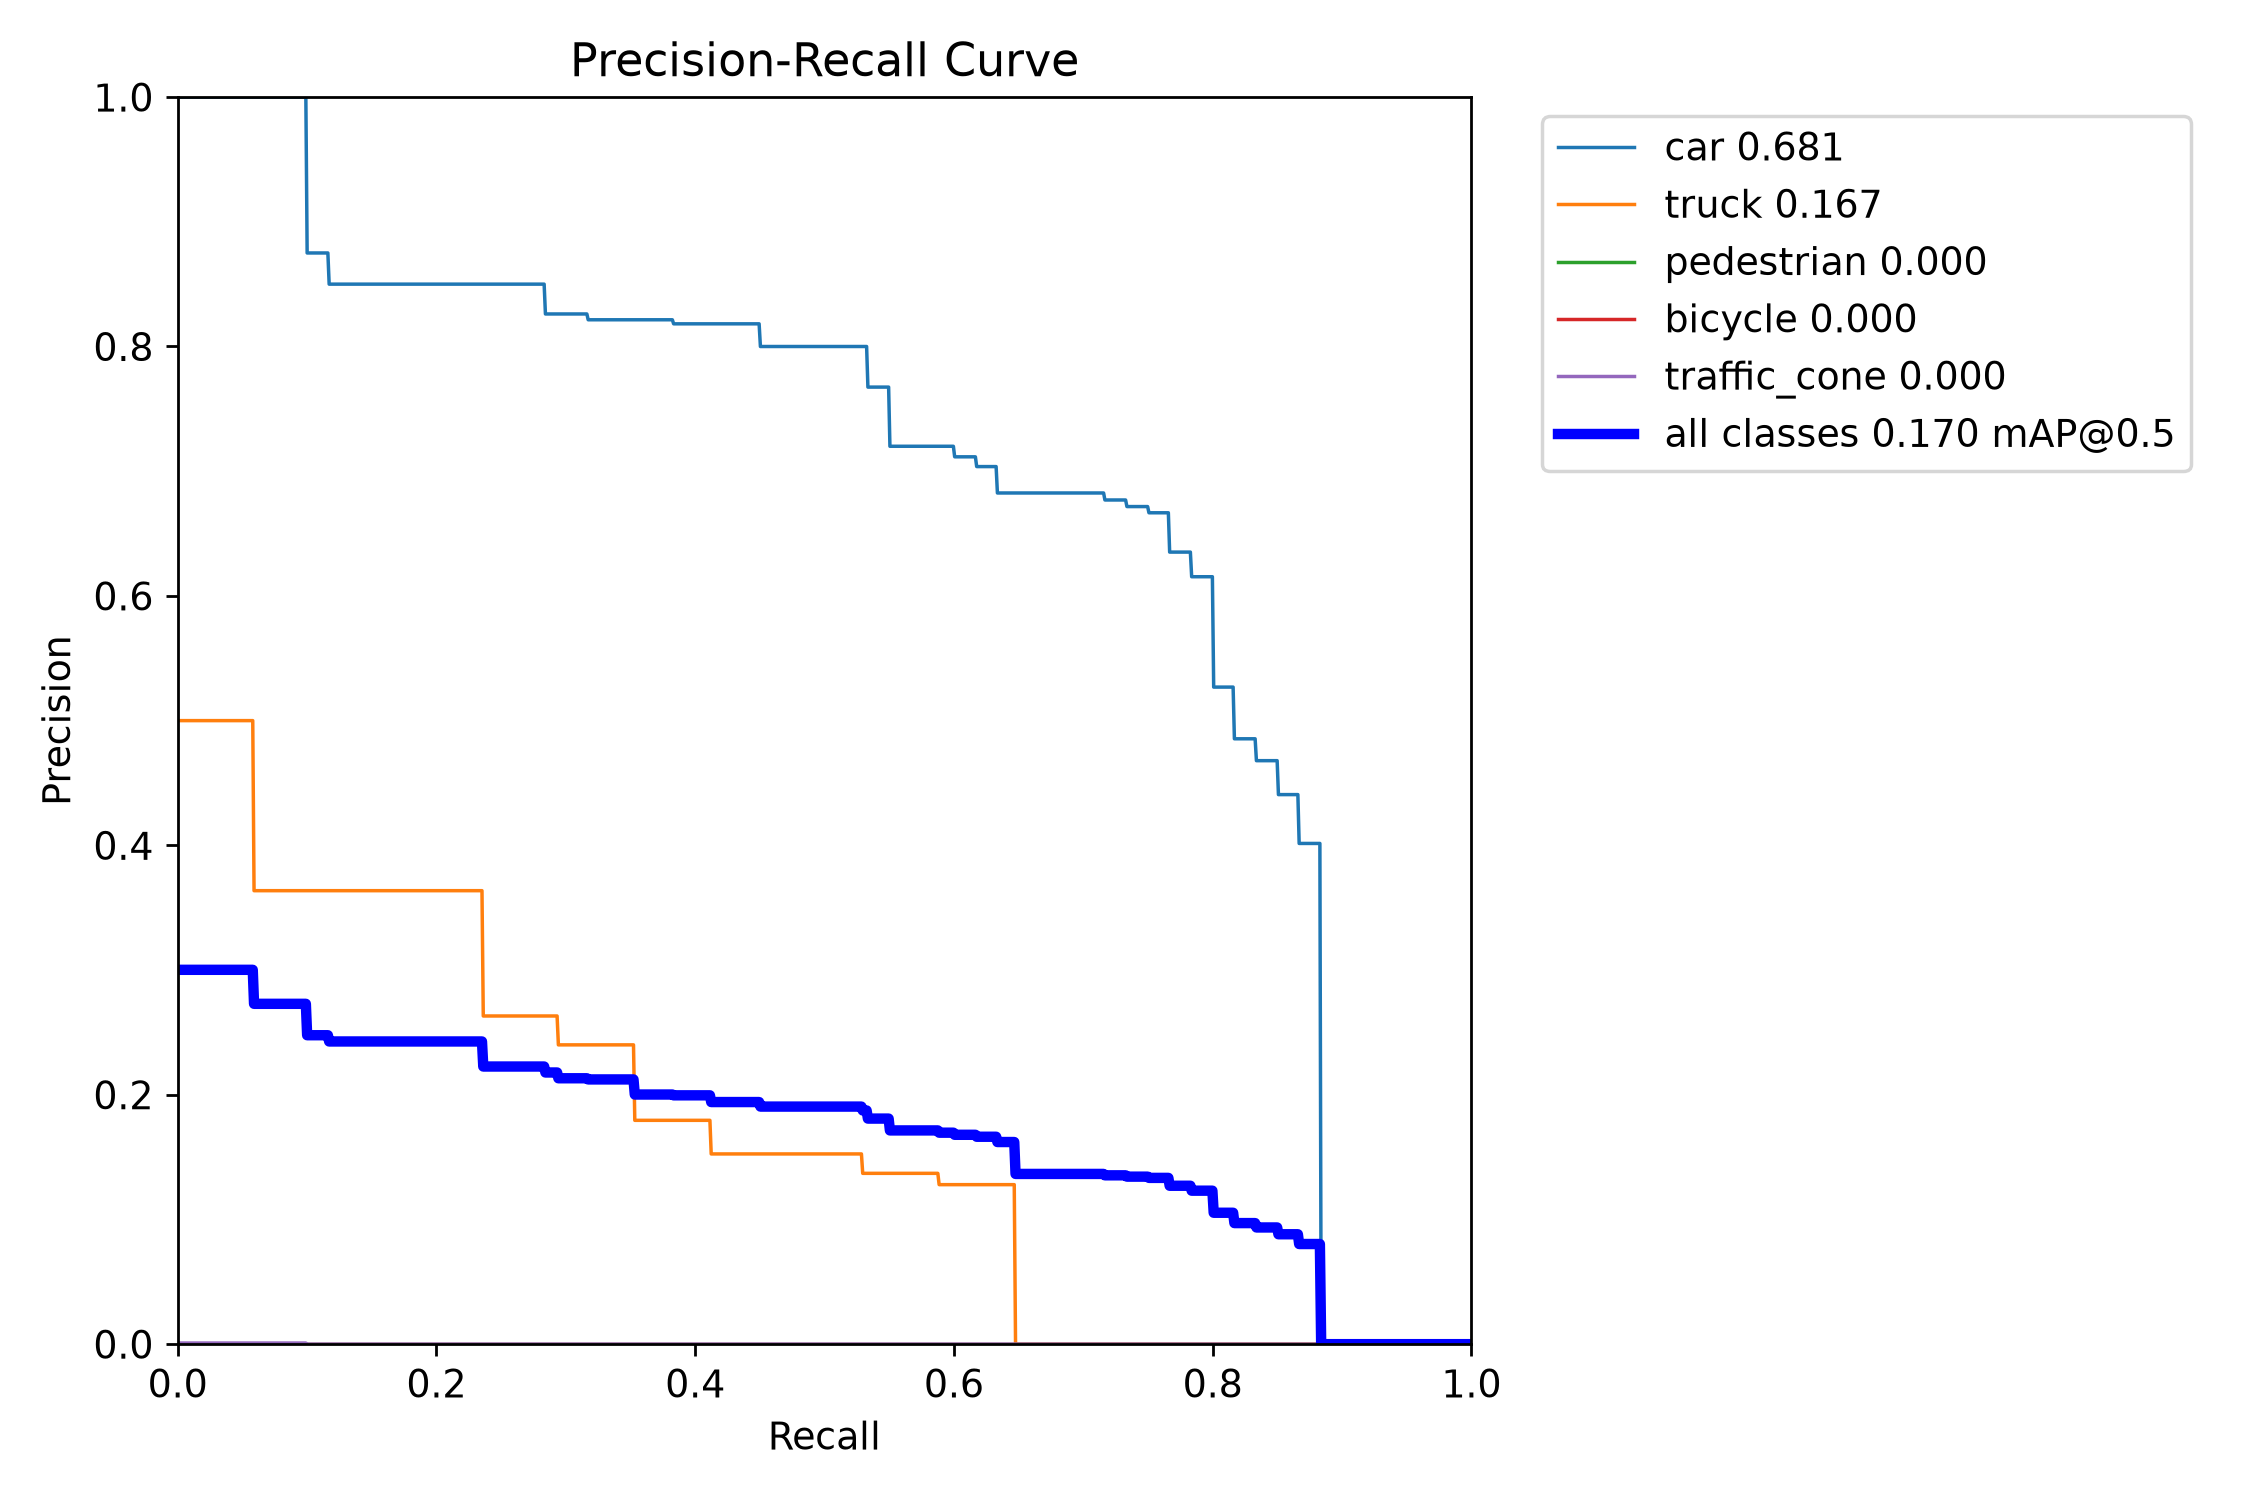 Precision-Recall Curve
1.0
0.8
0.6
0.4
0.2
0.0
Precision
0.0 0.2 0.4 0.6 0.8 1.0
Recall
car 0.681
truck 0.167
pedestrian 0.000
bicycle 0.000
traffic_cone 0.000
all classes 0.170 mAP@0.5